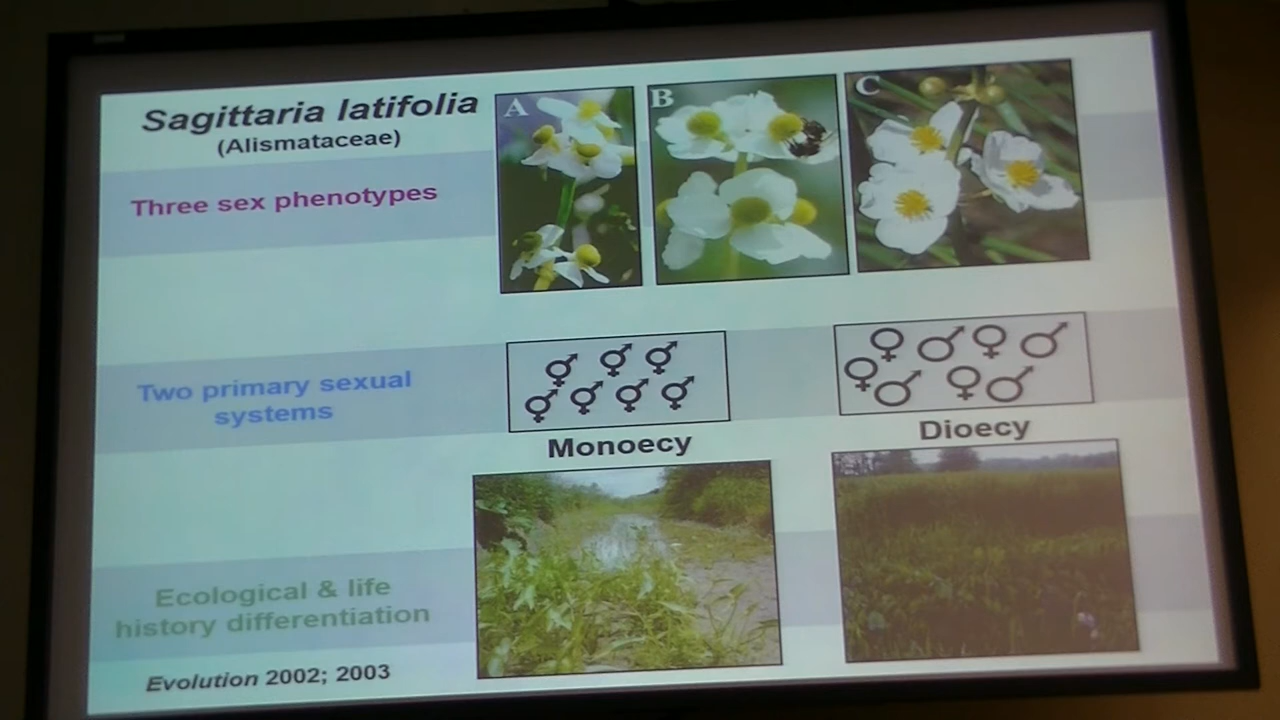 Sagittaria latifolia
(Alismataceae)
A
B
C
Three sex phenotypes
Two primary sexual
systems
Monoecy
Dioecy
Ecological & life
history differentiation
Evolution 2002; 2003